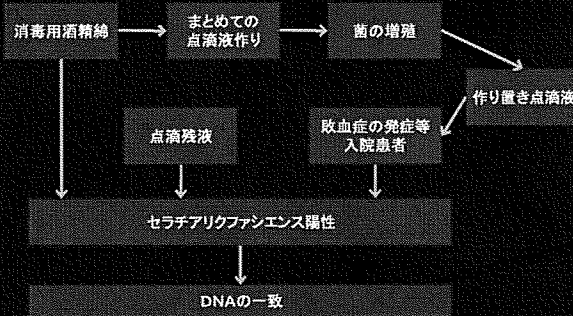 消毒用酒精綿
まとめての
点滴液作り
菌の増殖
作り置き点滴液
点滴残液
敗血症の発症等
入院患者
セラチアリクファシエンス陽性
DNAの一致